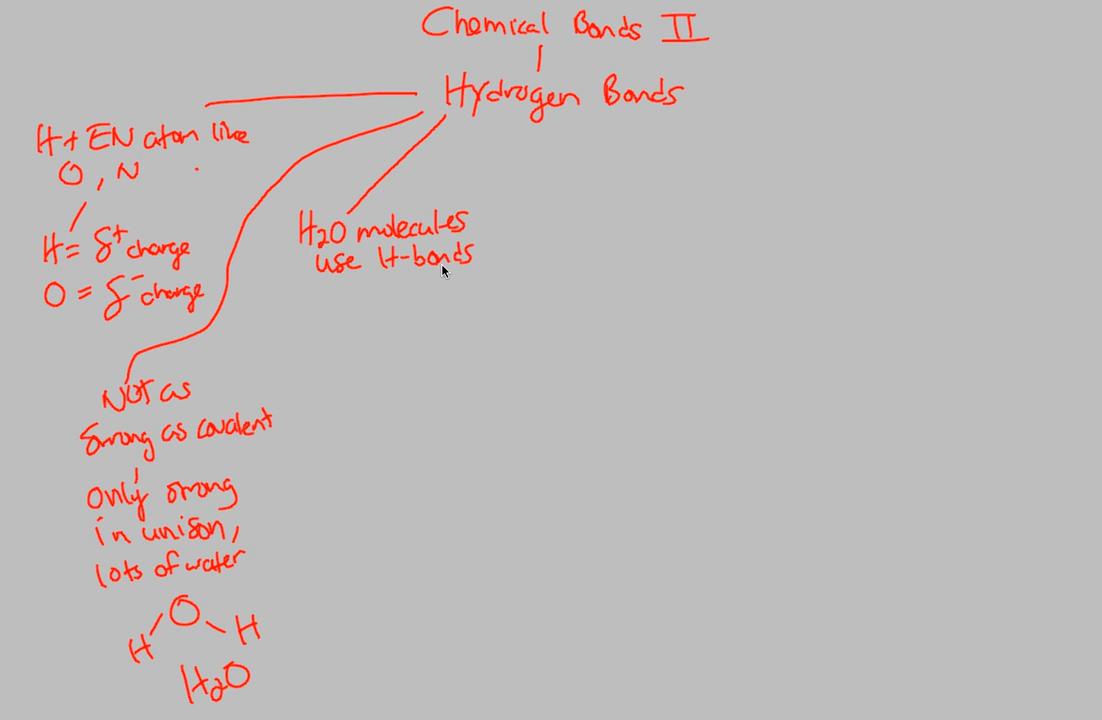 Chemical Bonds II
Hydrogen Bonds
H + EN atom like
O, N
H = δ+ charge
O = δ- charge
H2O molecules
use H-bonds
Not as
strong as covalent
Only strong
in unison,
lots of water
O
H H
H2O